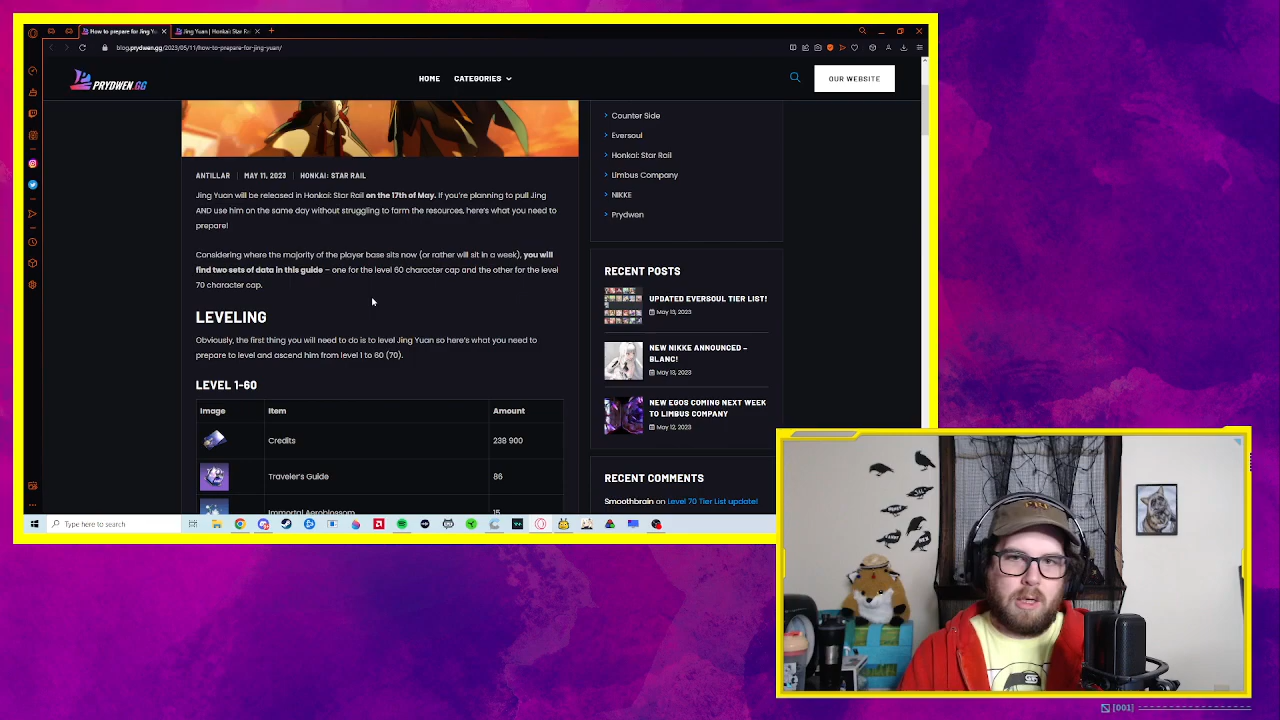 How to prepare for Jing Yu
Jing Yuan | Honkai: Star Ra
blog.prydwen.gg/2023/05/11/how-to-prepare-for-jing-yuan/
PRYDWEN.GG
HOME
CATEGORIES
OUR WEBSITE
ANTILLAR
MAY 11, 2023
HONKAI: STAR RAIL
Jing Yuan will be released in Honkai: Star Rail on the 17th of May. If you're planning to pull Jing
AND use him on the same day without struggling to farm the resources, here's what you need to
prepare!
Considering where the majority of the player base sits now (or rather will sit in a week), you will
find two sets of data in this guide – one for the level 60 character cap and the other for the level
70 character cap.
LEVELING
Obviously, the first thing you will need to do is to level Jing Yuan so here's what you need to
prepare to level and ascend him from level 1 to 60 (70).
LEVEL 1-60
Image
Item
Amount
Credits
238 900
Traveler's Guide
86
Immortal Aeroblossom
15
Counter Side
Eversoul
Honkai: Star Rail
Limbus Company
NIKKE
Prydwen
RECENT POSTS
UPDATED EVERSOUL TIER LIST!
May 13, 2023
NEW NIKKE ANNOUNCED –
BLANC!
May 13, 2023
NEW EGOS COMING NEXT WEEK
TO LIMBUS COMPANY
May 12, 2023
RECENT COMMENTS
Smoothbrain on Level 70 Tier List update!
Type here to search
[001]